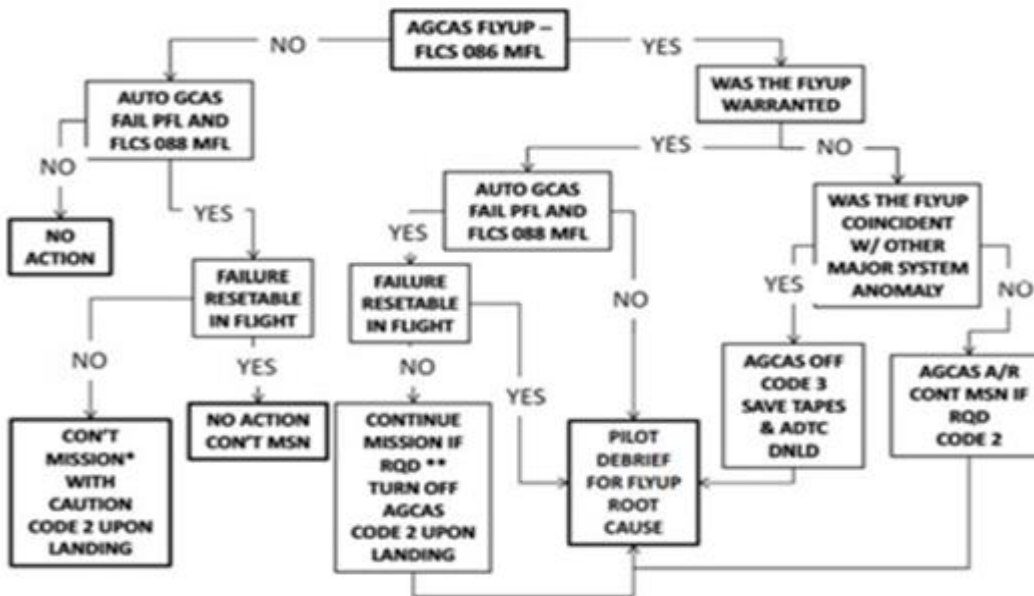 AGCAS FLYUP –
FLCS 086 MFL
NO
YES
AUTO GCAS
FAIL PFL AND
FLCS 088 MFL
WAS THE FLYUP
WARRANTED
YES
NO
NO
YES
AUTO GCAS
FAIL PFL AND
FLCS 088 MFL
WAS THE FLYUP
COINCIDENT
W/ OTHER
MAJOR SYSTEM
ANOMALY
NO
ACTION
YES
NO
YES
NO
FAILURE
RESETABLE
IN FLIGHT
FAILURE
RESETABLE
IN FLIGHT
NO
YES
NO
YES
CON'T
MISSION*
WITH
CAUTION
CODE 2 UPON
LANDING
NO ACTION
CON'T MSN
CONTINUE
MISSION IF
RQD **
TURN OFF
AGCAS
CODE 2 UPON
LANDING
PILOT
DEBRIEF
FOR FLYUP
ROOT
CAUSE
AGCAS OFF
CODE 3
SAVE TAPES
& ADTC
DNLD
AGCAS A/R
CONT MSN IF
RQD
CODE 2